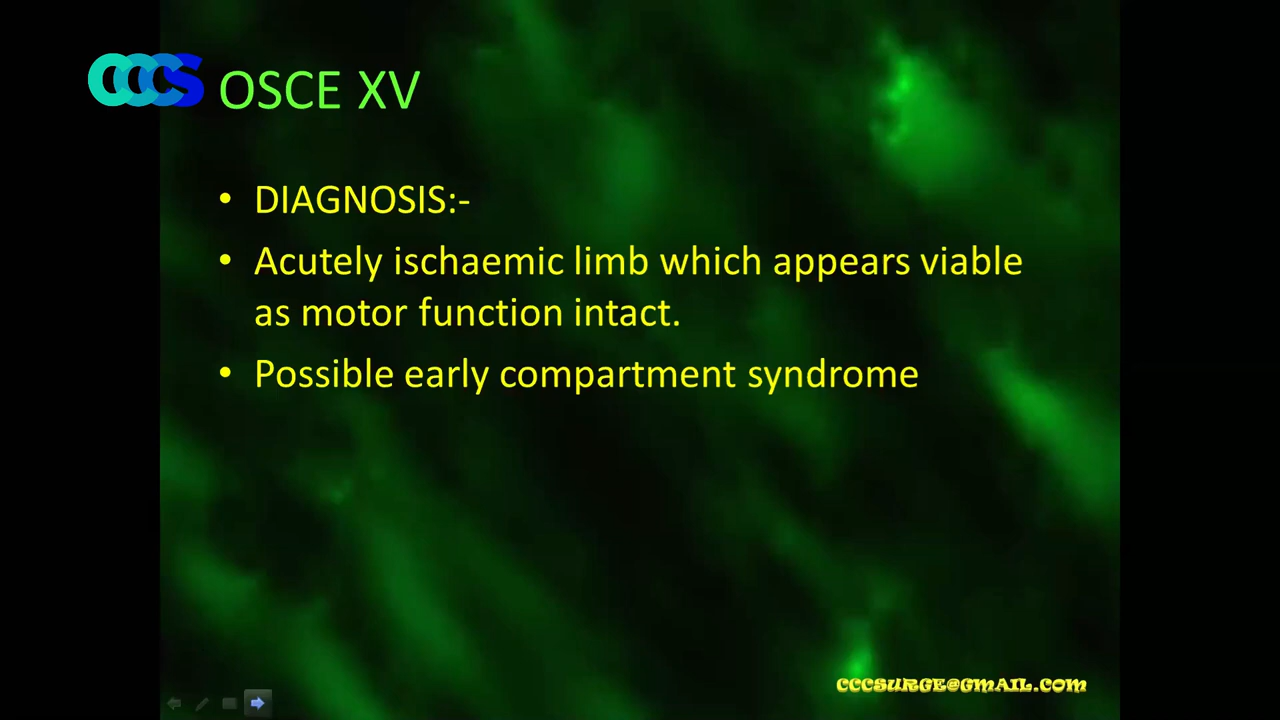 CCCS OSCE XV
• DIAGNOSIS:-
• Acutely ischaemic limb which appears viable
as motor function intact.
• Possible early compartment syndrome
CCCSURGE@GMAIL.COM